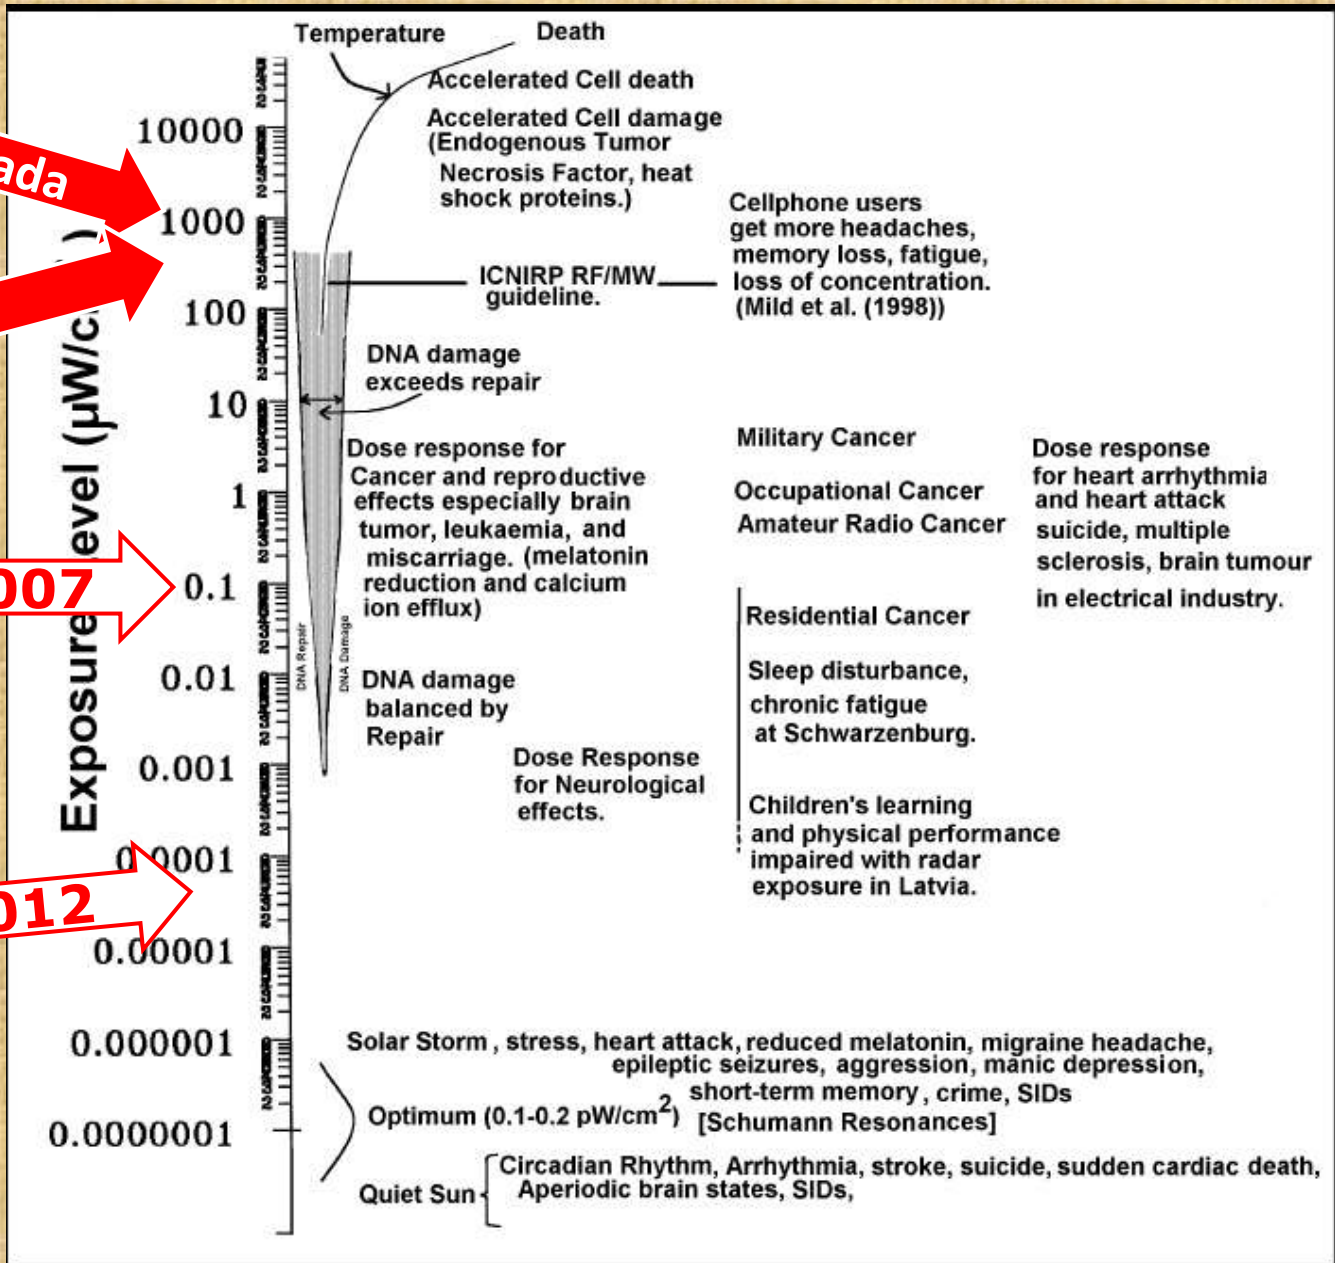 Temperature
Death
Accelerated Cell death
Accelerated Cell damage
(Endogenous Tumor
Necrosis Factor, heat
shock proteins.)
10000
1000
100
10
1
0.1
0.01
0.001
0.0001
0.00001
0.000001
0.0000001
ada
007
012
Exposure level (µW/c
)
Cellphone users
get more headaches,
memory loss, fatigue,
loss of concentration.
(Mild et al. (1998))
ICNIRP RF/MW
guideline.
DNA damage
exceeds repair
Dose response for
Cancer and reproductive
effects especially brain
tumor, leukaemia, and
miscarriage. (melatonin
reduction and calcium
ion efflux)
Military Cancer
Occupational Cancer
Amateur Radio Cancer
Dose response
for heart arrhythmia
and heart attack
suicide, multiple
sclerosis, brain tumour
in electrical industry.
Residential Cancer
Sleep disturbance,
chronic fatigue
at Schwarzenburg.
DNA Repair
DNA Damage
DNA damage
balanced by
Repair
Dose Response
for Neurological
effects.
Children's learning
and physical performance
impaired with radar
exposure in Latvia.
Solar Storm, stress, heart attack, reduced melatonin, migraine headache,
epileptic seizures, aggression, manic depression,
short-term memory, crime, SIDs
Optimum (0.1-0.2 pW/cm²) [Schumann Resonances]
Quiet Sun
Circadian Rhythm, Arrhythmia, stroke, suicide, sudden cardiac death,
Aperiodic brain states, SIDs,